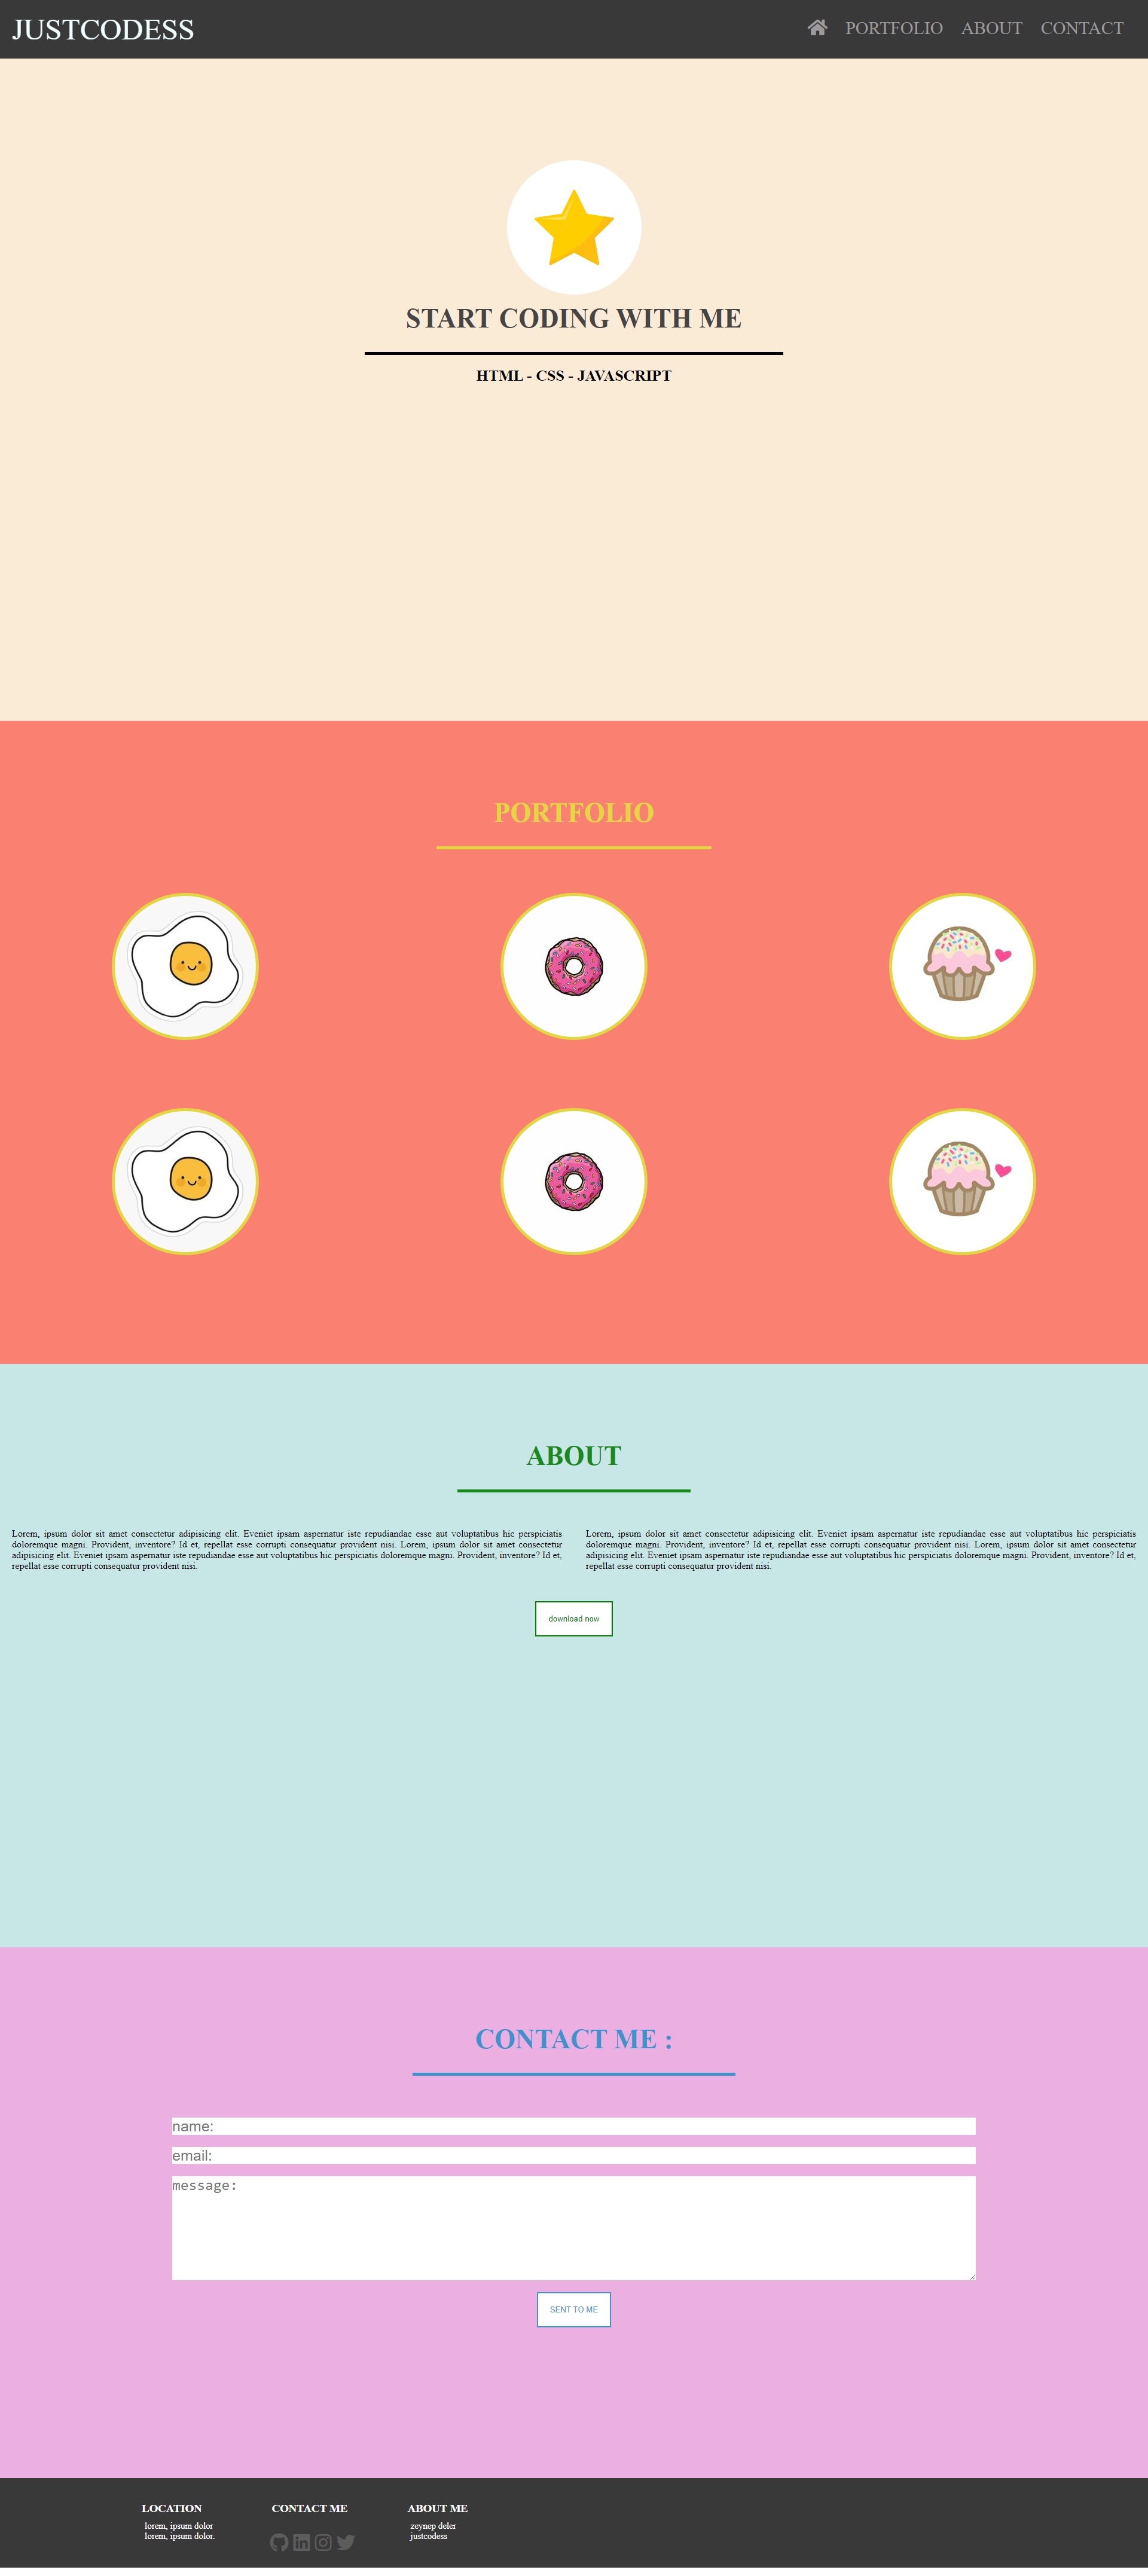 JUSTCODESS
PORTFOLIO ABOUT CONTACT
START CODING WITH ME
HTML - CSS - JAVASCRIPT
PORTFOLIO
ABOUT
Lorem, ipsum dolor sit amet consectetur adipisicing elit. Eveniet ipsam aspernatur iste repudiandae esse aut voluptatibus hic perspiciatis
doloremque magni. Provident, inventore? Id et, repellat esse corrupti consequatur provident nisi. Lorem, ipsum dolor sit amet consectetur
adipisicing elit. Eveniet ipsam aspernatur iste repudiandae esse aut voluptatibus hic perspiciatis doloremque magni. Provident, inventore? Id et,
repellat esse corrupti consequatur provident nisi.
Lorem, ipsum dolor sit amet consectetur adipisicing elit. Eveniet ipsam aspernatur iste repudiandae esse aut voluptatibus hic perspiciatis
doloremque magni. Provident, inventore? Id et, repellat esse corrupti consequatur provident nisi. Lorem, ipsum dolor sit amet consectetur
adipisicing elit. Eveniet ipsam aspernatur iste repudiandae esse aut voluptatibus hic perspiciatis doloremque magni. Provident, inventore? Id et,
repellat esse corrupti consequatur provident nisi.
download now
CONTACT ME :
name:
email:
message:
SENT TO ME
LOCATION
lorem, ipsum dolor
lorem, ipsum dolor.
CONTACT ME
ABOUT ME
zeynep deler
justcodess